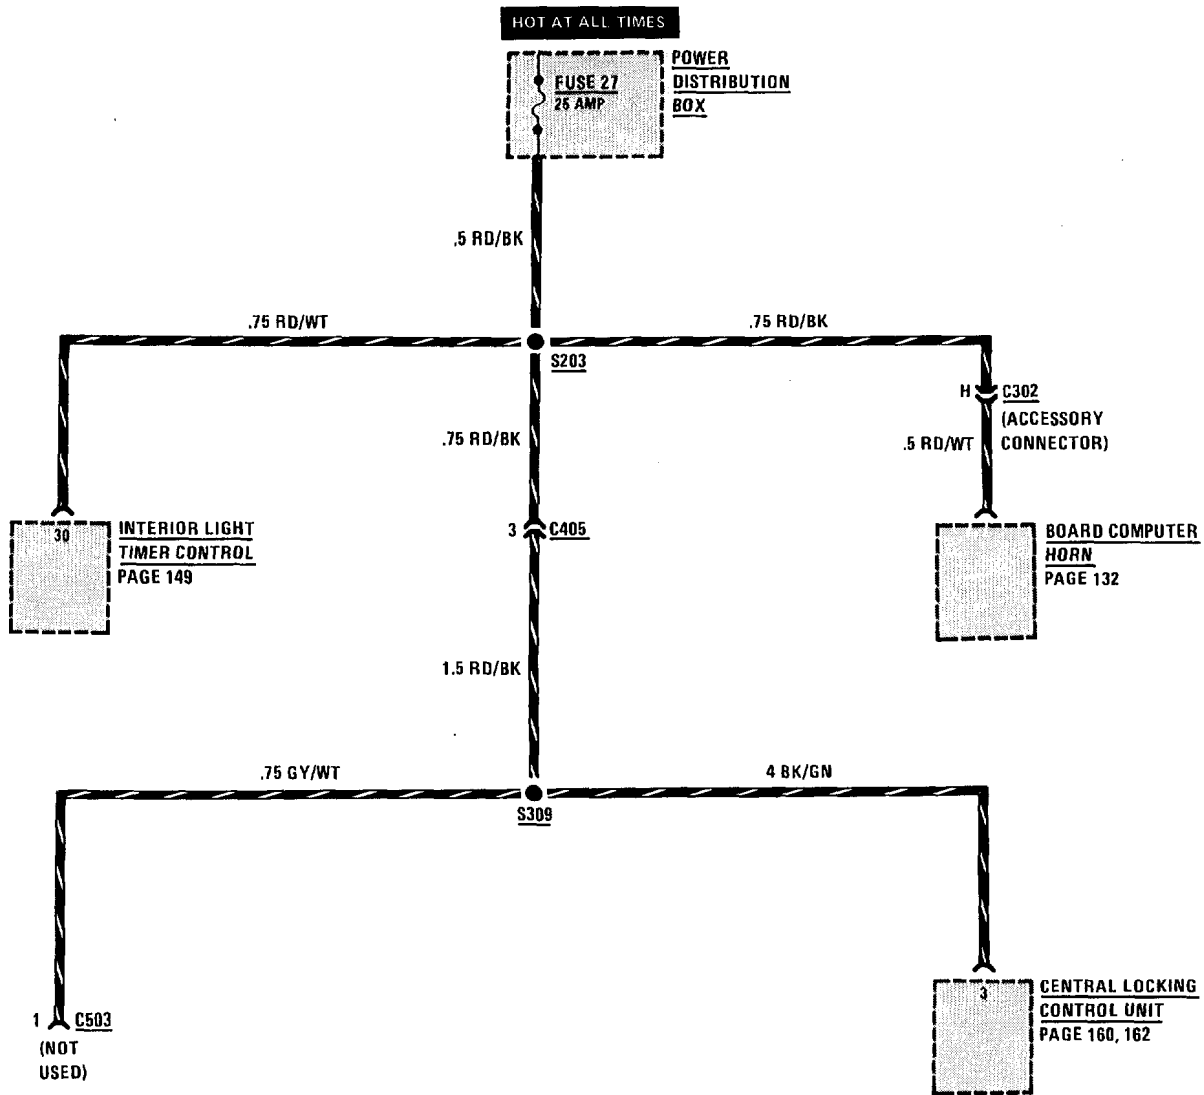 HOT AT ALL TIMES
POWER
DISTRIBUTION
BOX
FUSE 27
25 AMP
.5 RD/BK
.75 RD/WT
.75 RD/BK
S203
H C302
(ACCESSORY
CONNECTOR)
.75 RD/BK
.5 RD/WT
3 C405
30
INTERIOR LIGHT
TIMER CONTROL
PAGE 149
BOARD COMPUTER
HORN
PAGE 132
1.5 RD/BK
.75 GY/WT
4 BK/GN
S309
3
CENTRAL LOCKING
CONTROL UNIT
PAGE 160, 162
1 C503
(NOT
USED)